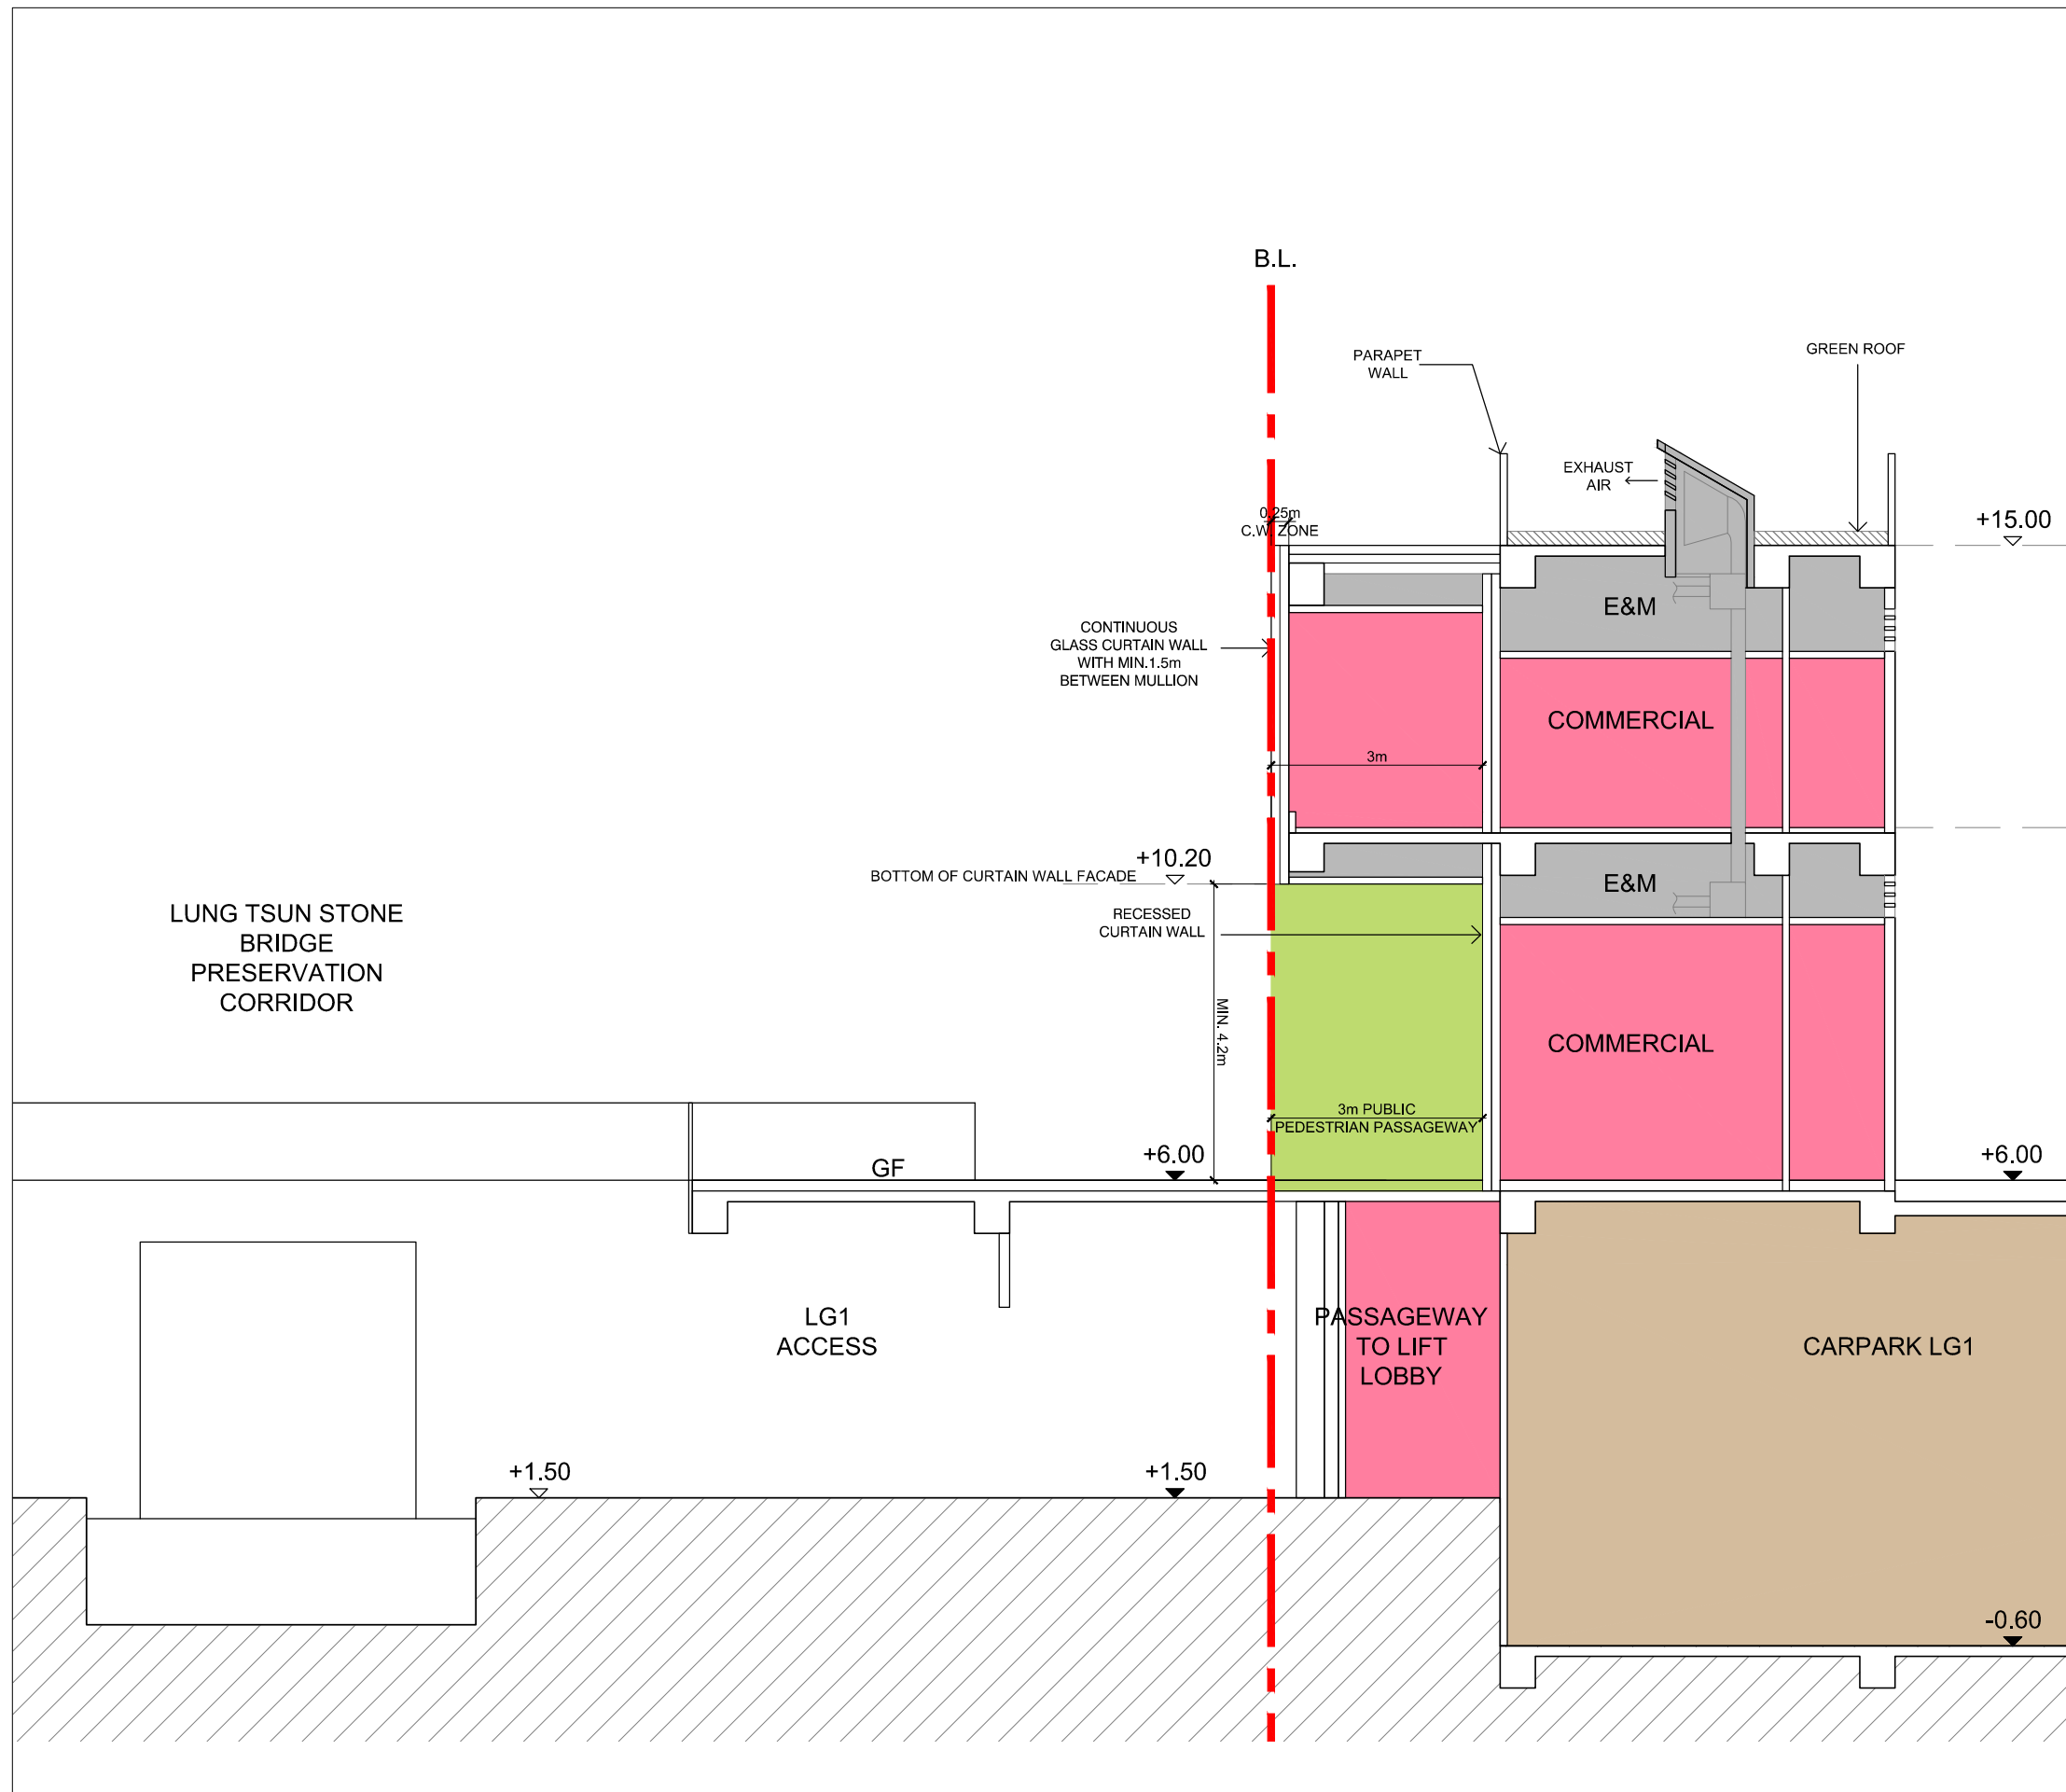 B.L.
PARAPET
WALL
GREEN ROOF
EXHAUST
AIR
0.25m
C.W. ZONE
+15.00
E&M
CONTINUOUS
GLASS CURTAIN WALL
WITH MIN.1.5m
BETWEEN MULLION
COMMERCIAL
3m
+10.20
BOTTOM OF CURTAIN WALL FACADE
E&M
LUNG TSUN STONE
BRIDGE
PRESERVATION
CORRIDOR
RECESSED
CURTAIN WALL
MIN. 4.2m
COMMERCIAL
3m PUBLIC
PEDESTRIAN PASSAGEWAY
GF
+6.00
+6.00
LG1
ACCESS
PASSAGEWAY
TO LIFT
LOBBY
CARPARK LG1
+1.50
+1.50
-0.60